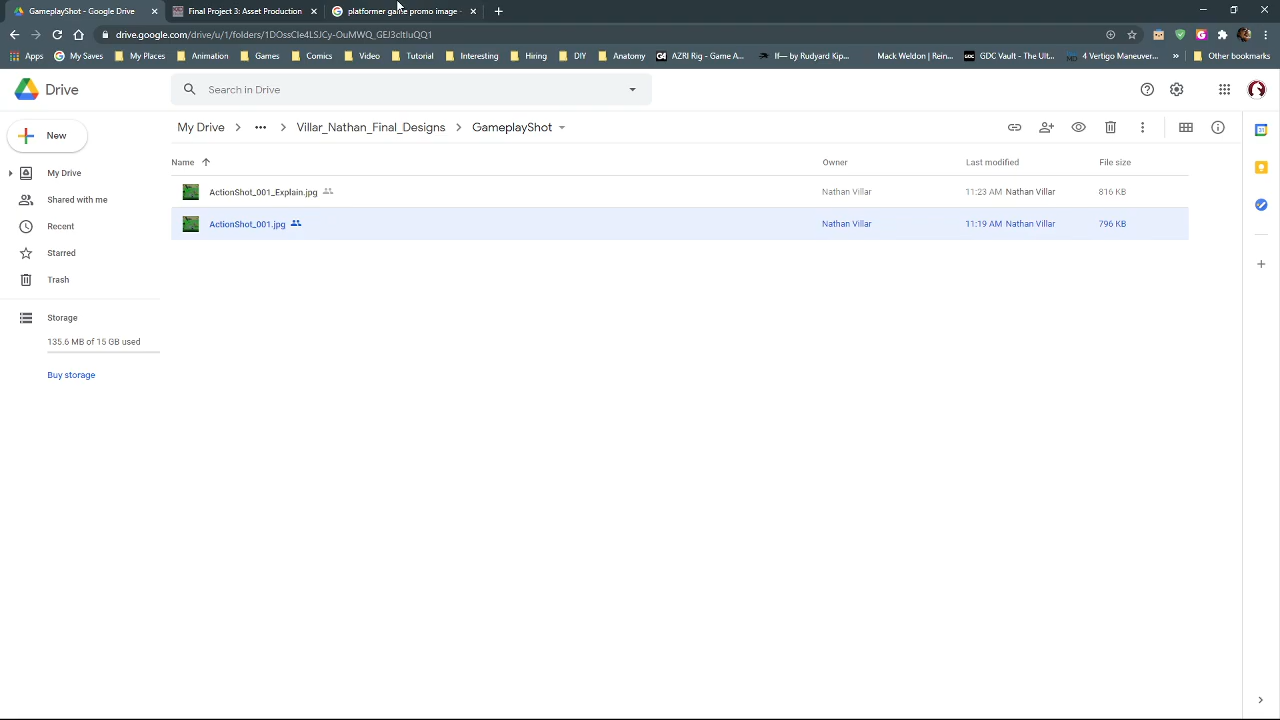 GameplayShot - Google Drive
Final Project 3: Asset Production
platformer game promo image -
drive.google.com/drive/u/1/folders/1DOssCle4LSJCy-OuMWQ_GEJ3cItIuQQ1
Apps My Saves My Places Animation Games Comics Video Tutorial Interesting Hiring DIY Anatomy AZRI Rig - Game A... If— by Rudyard Kip... Mack Weldon | Rein... GDC Vault - The Ult... 4 Vertigo Maneuver... » Other bookmarks
Drive
Search in Drive
New
My Drive
Shared with me
Recent
Starred
Trash
Storage
135.6 MB of 15 GB used
Buy storage
My Drive > ... > Villar_Nathan_Final_Designs > GameplayShot
Name Owner Last modified File size
ActionShot_001_Explain.jpg Nathan Villar 11:23 AM Nathan Villar 816 KB
ActionShot_001.jpg Nathan Villar 11:19 AM Nathan Villar 796 KB